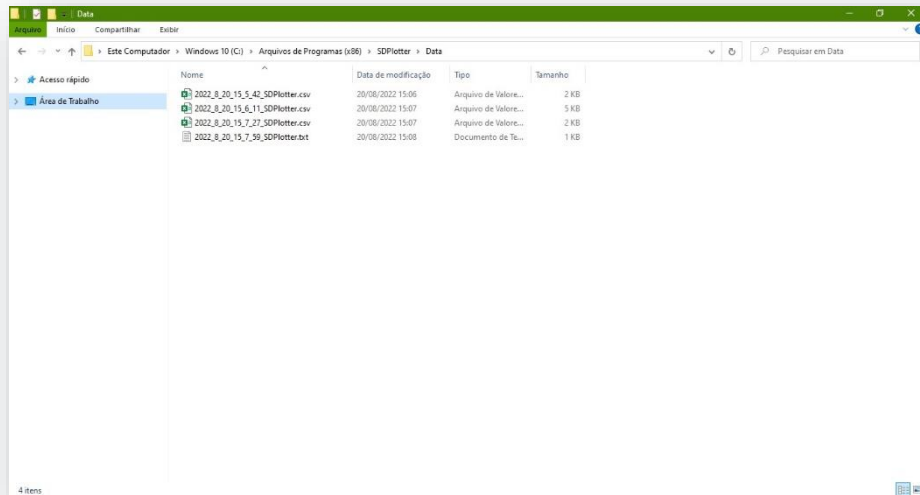 Data
Arquivo Início Compartilhar Exibir
Este Computador > Windows 10 (C:) > Arquivos de Programas (x86) > SDPlotter > Data
Pesquisar em Data
Acesso rápido
Área de Trabalho
Nome Data de modificação Tipo Tamanho
2022_8_20_15_5_42_SDPlotter.csv 20/08/2022 15:06 Arquivo de Valore... 2 KB
2022_8_20_15_6_11_SDPlotter.csv 20/08/2022 15:07 Arquivo de Valore... 5 KB
2022_8_20_15_7_27_SDPlotter.csv 20/08/2022 15:07 Arquivo de Valore... 2 KB
2022_8_20_15_7_59_SDPlotter.txt 20/08/2022 15:08 Documento de Te... 1 KB
4 itens